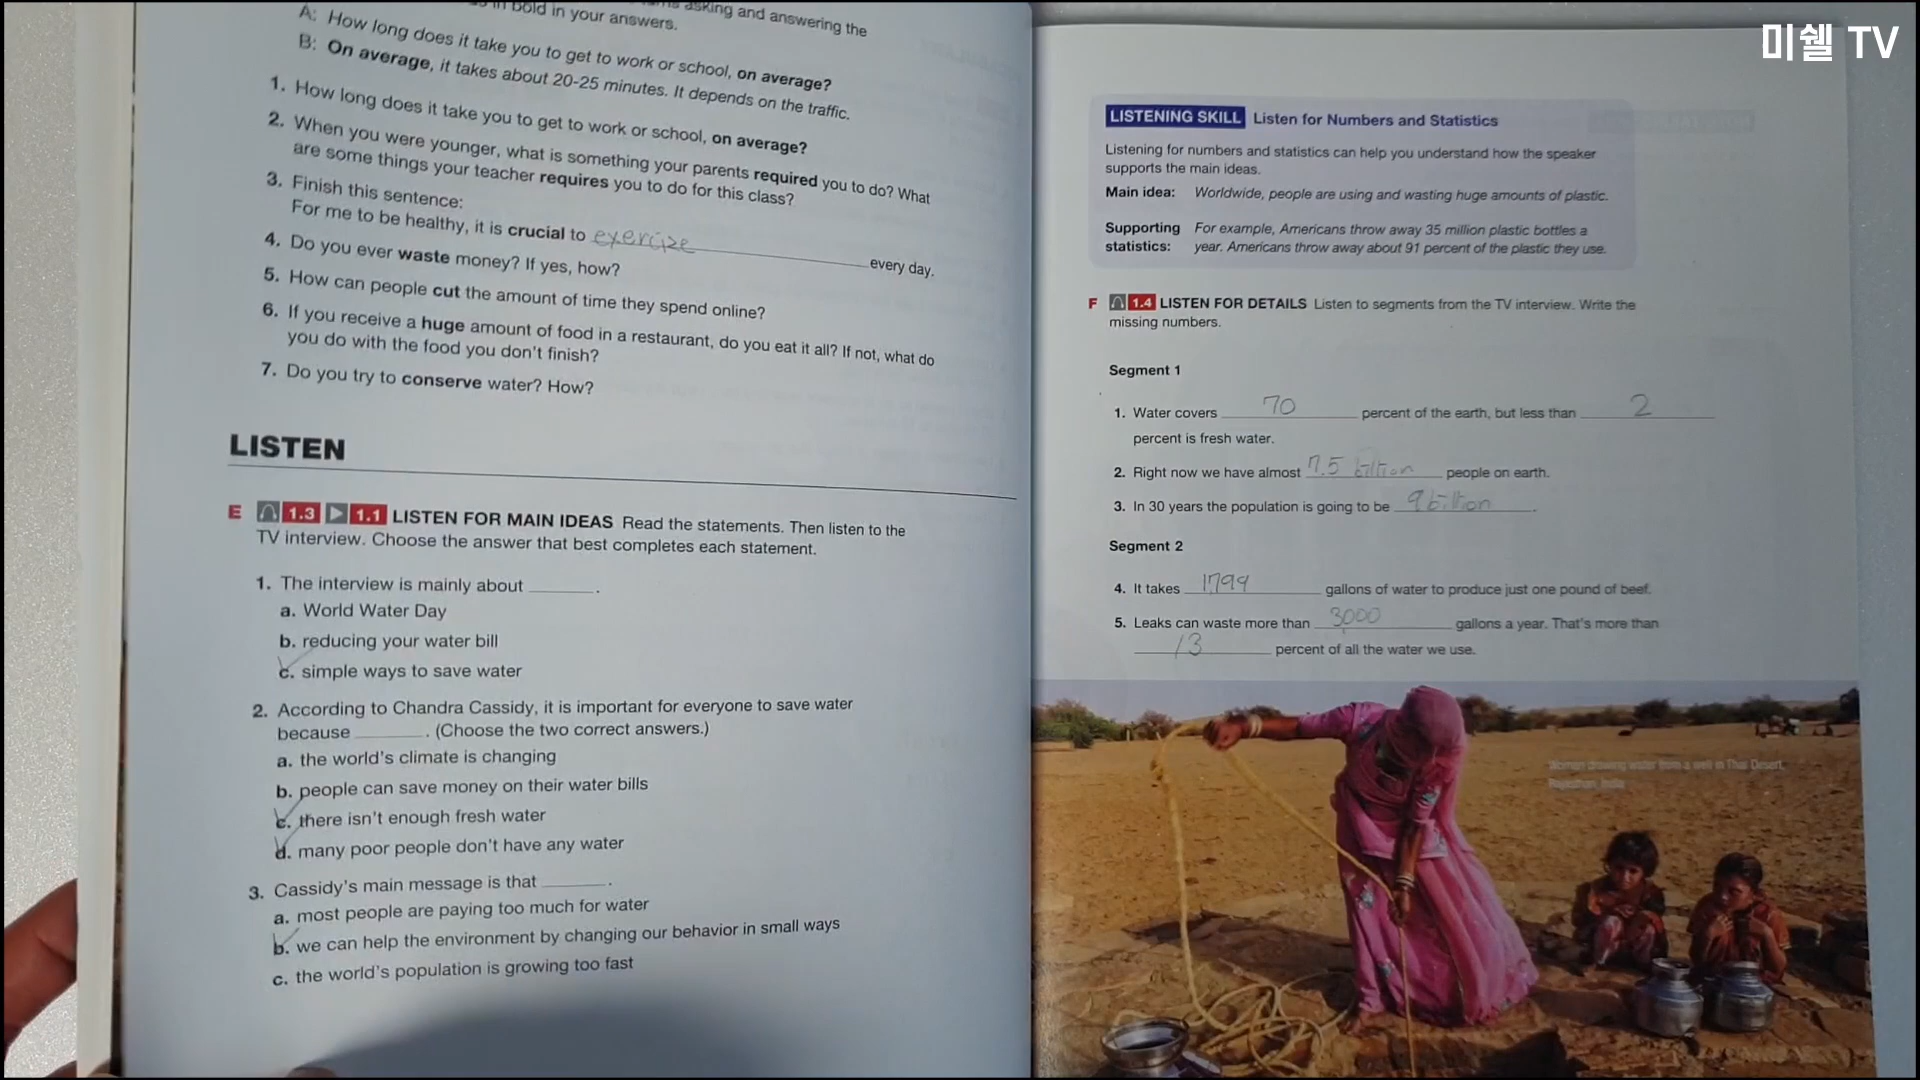 미쉘 TV
in bold in your answers.
asking and answering the
A: How long does it take you to get to work or school, on average?
B: On average, it takes about 20-25 minutes. It depends on the traffic.
1. How long does it take you to get to work or school, on average?
2. When you were younger, what is something your parents required you to do? What
are some things your teacher requires you to do for this class?
3. Finish this sentence:
For me to be healthy, it is crucial to exercize every day.
4. Do you ever waste money? If yes, how?
5. How can people cut the amount of time they spend online?
6. If you receive a huge amount of food in a restaurant, do you eat it all? If not, what do
you do with the food you don't finish?
7. Do you try to conserve water? How?
LISTEN
E 1.3 1.1 LISTEN FOR MAIN IDEAS Read the statements. Then listen to the
TV interview. Choose the answer that best completes each statement.
1. The interview is mainly about ______.
a. World Water Day
b. reducing your water bill
c. simple ways to save water
2. According to Chandra Cassidy, it is important for everyone to save water
because ______. (Choose the two correct answers.)
a. the world's climate is changing
b. people can save money on their water bills
c. there isn't enough fresh water
d. many poor people don't have any water
3. Cassidy's main message is that ______.
a. most people are paying too much for water
b. we can help the environment by changing our behavior in small ways
c. the world's population is growing too fast
LISTENING SKILL Listen for Numbers and Statistics
Listening for numbers and statistics can help you understand how the speaker
supports the main ideas.
Main idea: Worldwide, people are using and wasting huge amounts of plastic.
Supporting For example, Americans throw away 35 million plastic bottles a
statistics: year. Americans throw away about 91 percent of the plastic they use.
F 1.4 LISTEN FOR DETAILS Listen to segments from the TV interview. Write the
missing numbers.
Segment 1
1. Water covers 70 percent of the earth, but less than 2
percent is fresh water.
2. Right now we have almost 7.5 billion people on earth.
3. In 30 years the population is going to be 9 billion.
Segment 2
4. It takes 1799 gallons of water to produce just one pound of beef.
5. Leaks can waste more than 3000 gallons a year. That's more than
13 percent of all the water we use.
Woman drawing water from a well in Thar Desert,
Rajasthan, India